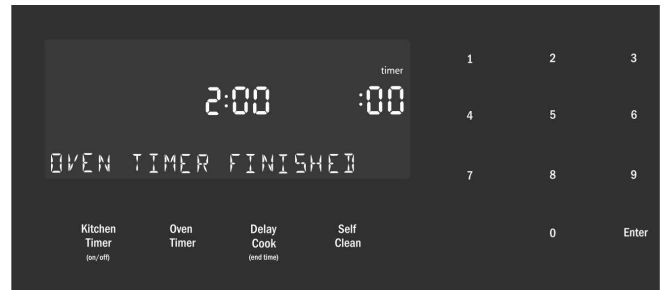 timer
2:00 :00
OVEN TIMER FINISHED
Kitchen Timer (on/off)
Oven Timer
Delay Cook (end time)
Self Clean
1 2 3
4 5 6
7 8 9
0 Enter